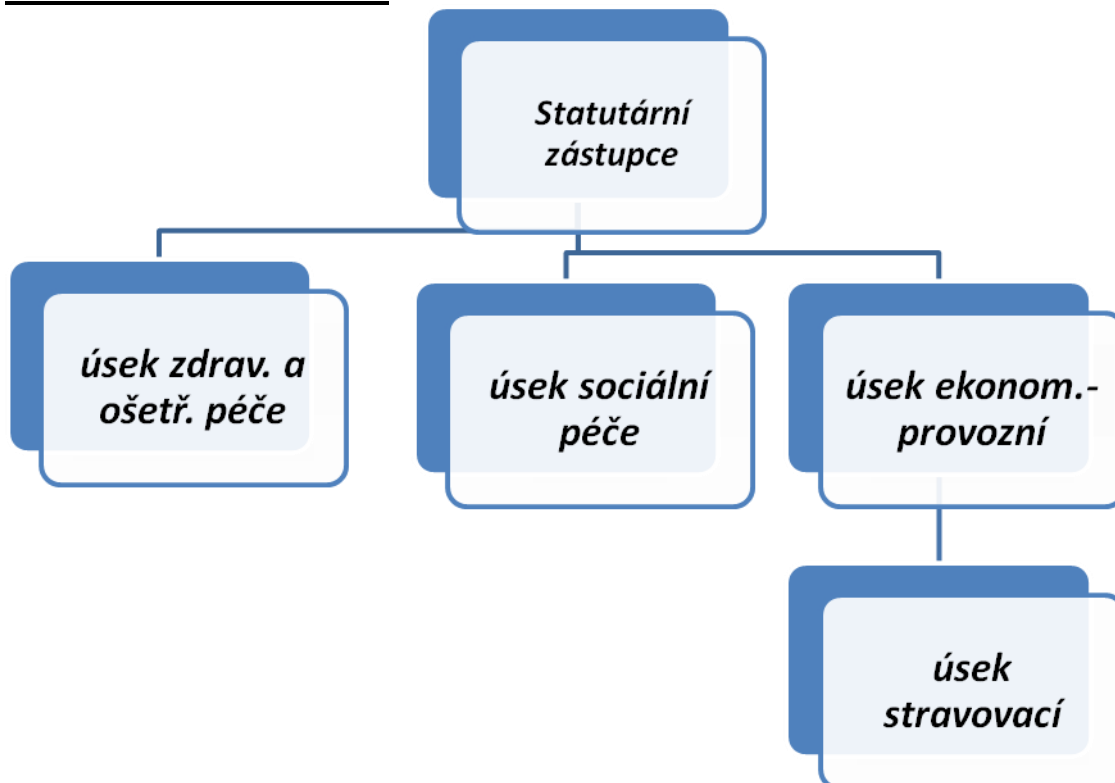 Statutární
zástupce
úsek zdrav. a
ošetř. péče
úsek sociální
péče
úsek ekonom.-
provozní
úsek
stravovací